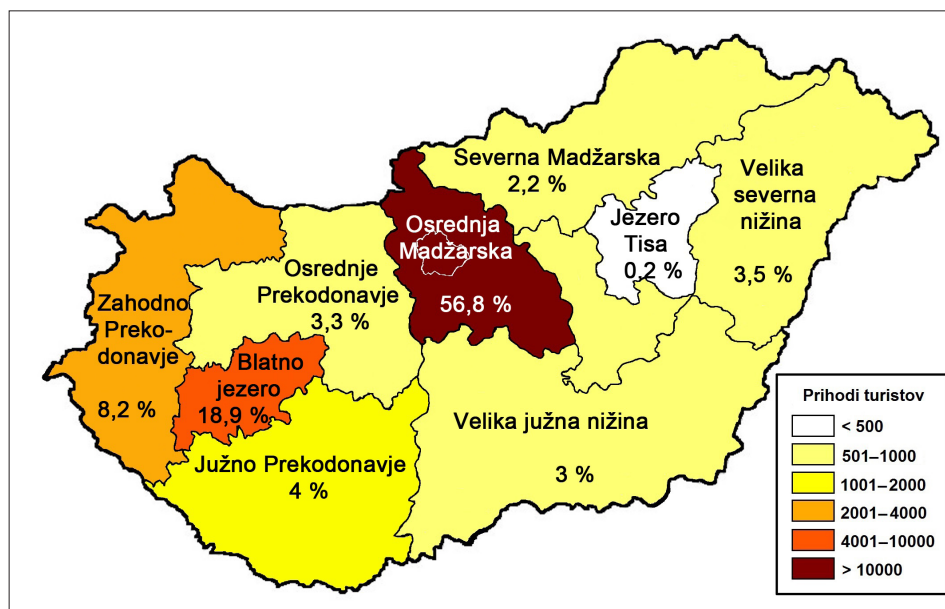 Severna Madžarska
2,2 %
Velika
severna
nižina
3,5 %
Jezero
Tisa
0,2 %
Osrednja
Madžarska
56,8 %
Osrednje
Prekodonavje
3,3 %
Zahodno
Preko-
donavje
8,2 %
Blatno
jezero
18,9 %
Južno Prekodonavje
4 %
Velika južna nižina
3 %
Prihodi turistov
< 500
501–1000
1001–2000
2001–4000
4001–10000
> 10000